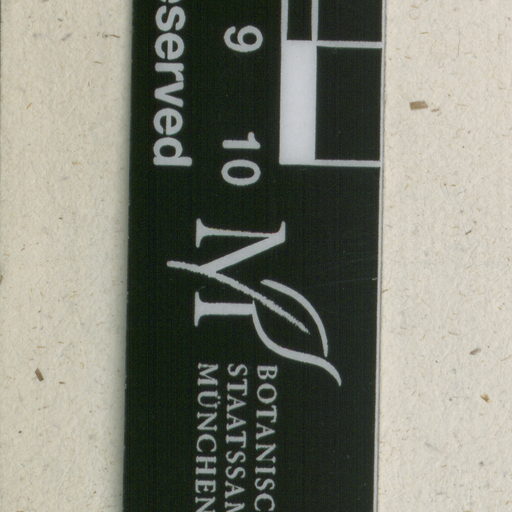 eserved
9 10
M
BOTANISC
STAATSSAM
MÜNCHEN